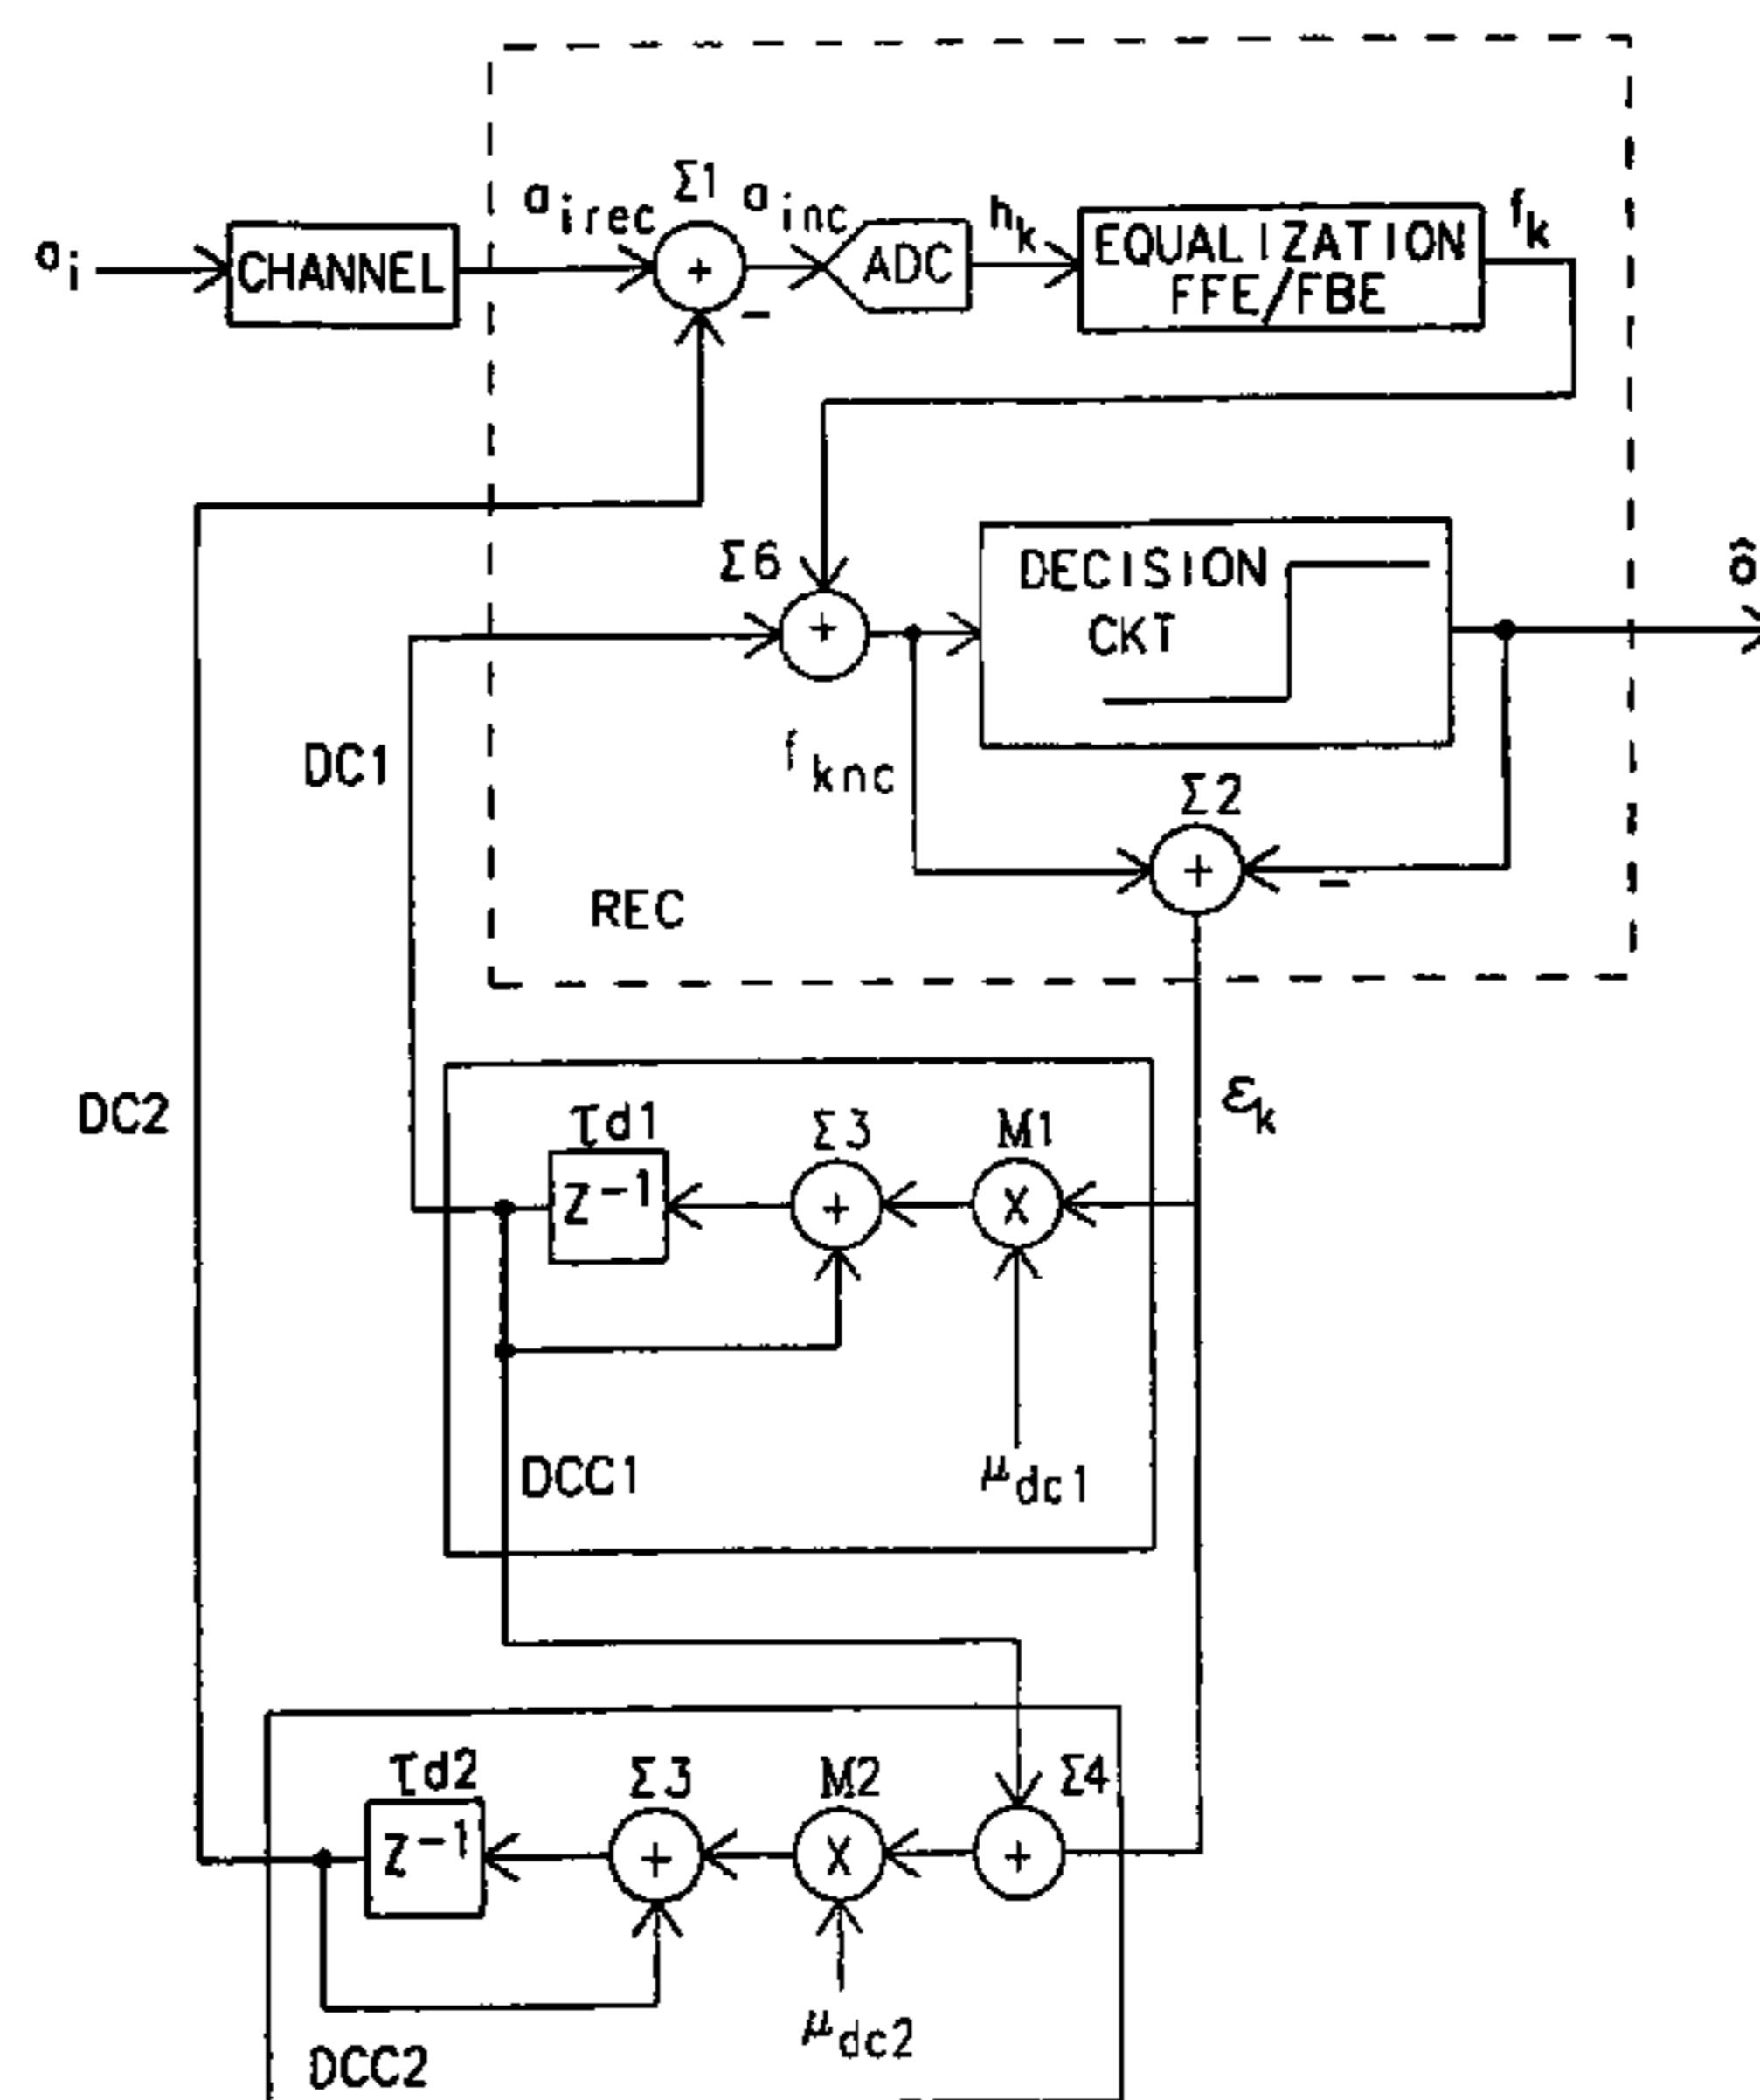 Σ1
a_i
CHANNEL
a_irec
+
−
a_inc
ADC
h_k
EQUALIZATION
FFE/FBE
f_k
Σ6
+
DECISION
CKT
â
DC1
f_knc
Σ2
+
−
REC
DC2
ε_k
τd1
Σ3
M1
Z⁻¹
+
X
DCC1
μ_dc1
τd2
Σ3
M2
Σ4
Z⁻¹
+
X
+
μ_dc2
DCC2